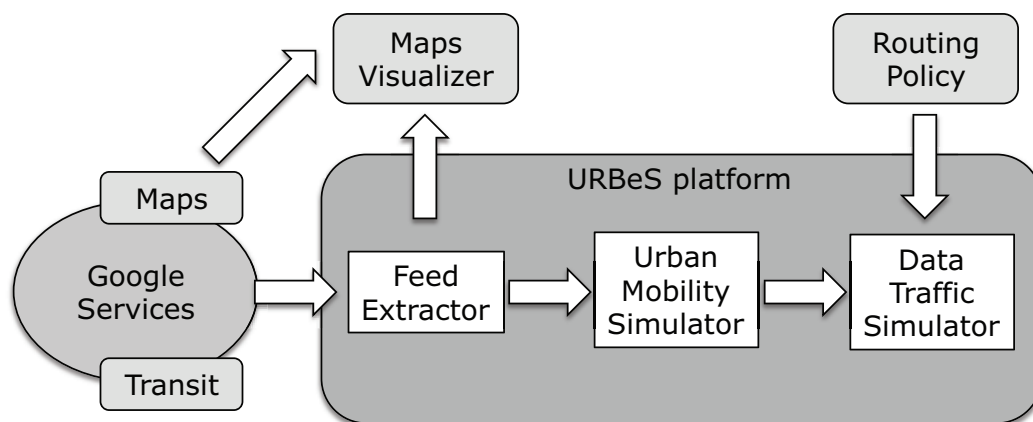 Maps
Visualizer
Routing
Policy
URBeS platform
Maps
Google
Services
Transit
Feed
Extractor
Urban
Mobility
Simulator
Data
Traffic
Simulator